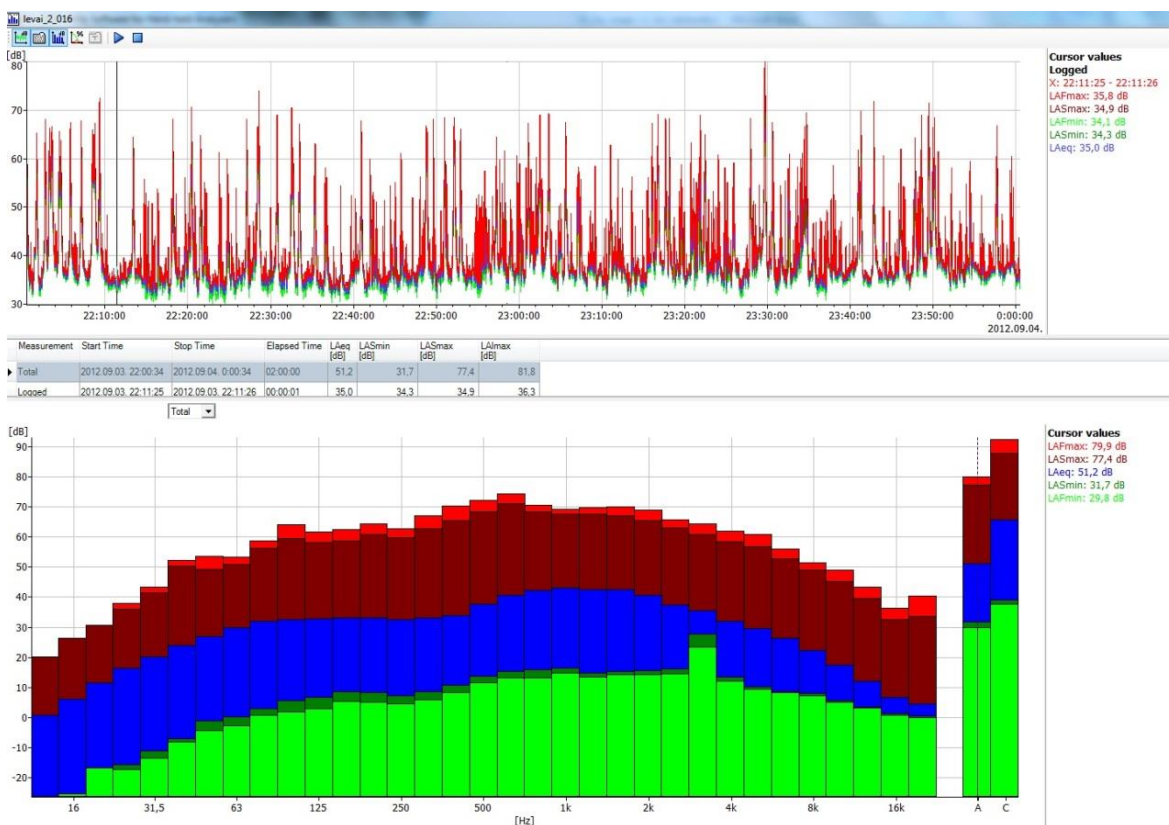 levai_2_016
[dB]
80
70
60
50
40
30
22:10:00 22:20:00 22:30:00 22:40:00 22:50:00 23:00:00 23:10:00 23:20:00 23:30:00 23:40:00 23:50:00 0:00:00
2012.09.04.
Cursor values
Logged
X: 22:11:25 - 22:11:26
LAFmax: 35,8 dB
LASmax: 34,9 dB
LAFmin: 34,1 dB
LASmin: 34,3 dB
LAeq: 35,0 dB
Measurement Start Time Stop Time Elapsed Time LAeq LASmin LASmax LAImax
[dB] [dB] [dB] [dB]
Total 2012.09.03. 22:00:34 2012.09.04. 0:00:34 02:00:00 51,2 31,7 77,4 81,8
Logged 2012.09.03. 22:11:25 2012.09.03. 22:11:26 00:00:01 35,0 34,3 34,9 36,3
Total
[dB]
90
80
70
60
50
40
30
20
10
0
-10
-20
16 31,5 63 125 250 500 1k 2k 4k 8k 16k A C
[Hz]
Cursor values
LAFmax: 79,9 dB
LASmax: 77,4 dB
LAeq: 51,2 dB
LASmin: 31,7 dB
LAFmin: 29,8 dB